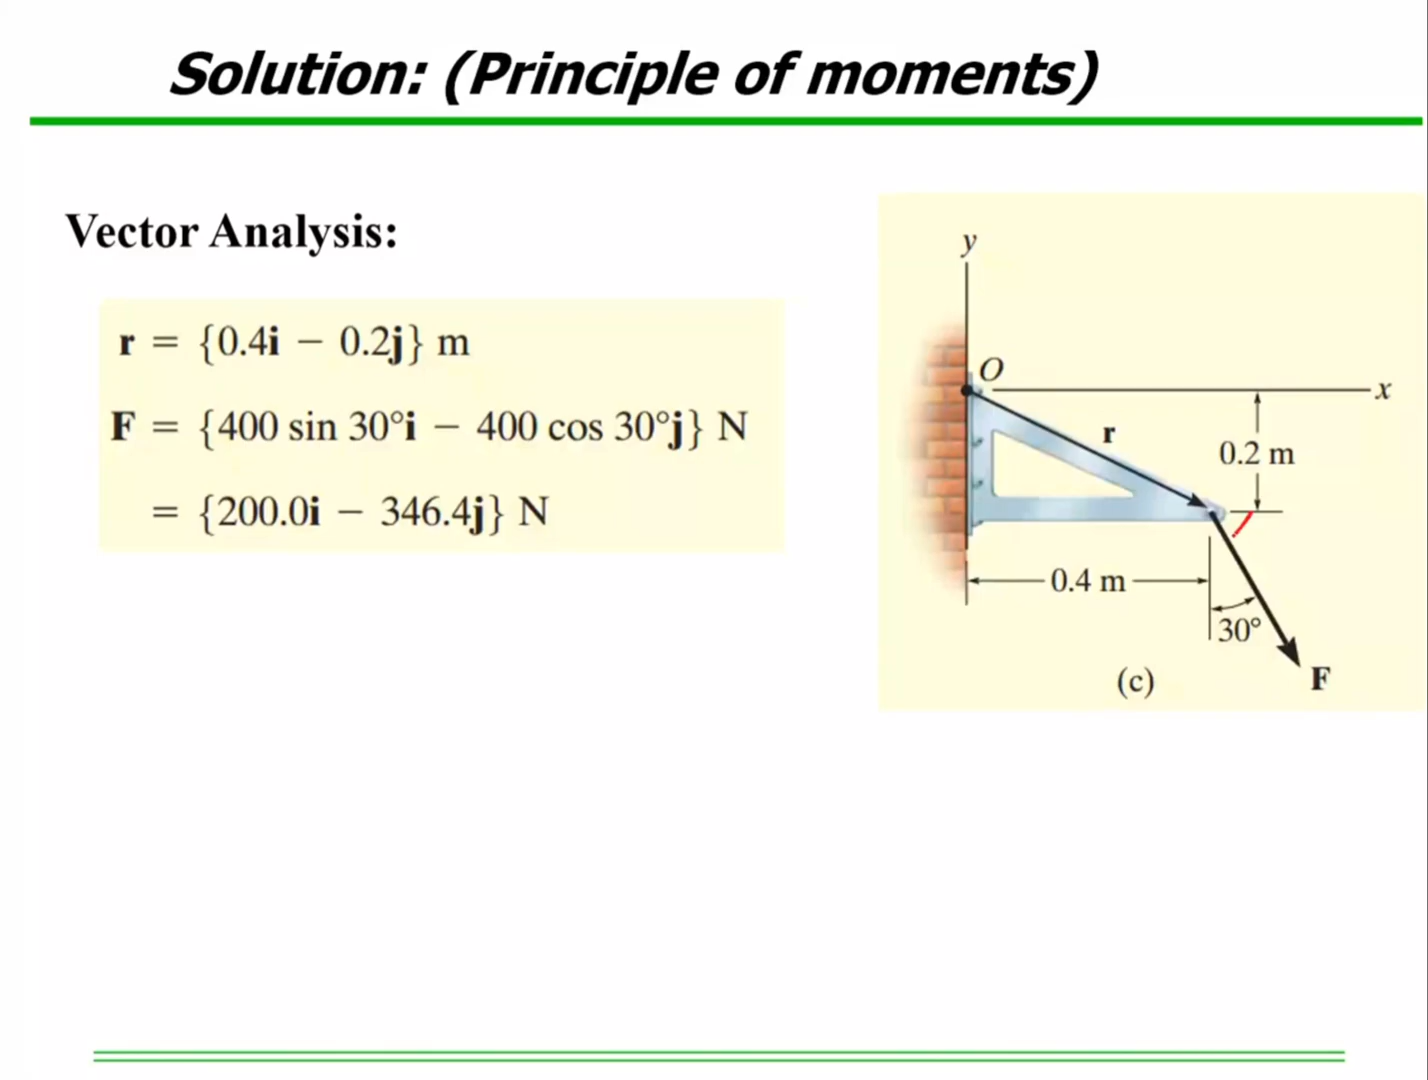 Solution: (Principle of moments)
Vector Analysis:
r = {0.4i − 0.2j} m
F = {400 sin 30°i − 400 cos 30°j} N
= {200.0i − 346.4j} N
y
O
x
r
0.2 m
0.4 m
30°
(c)
F